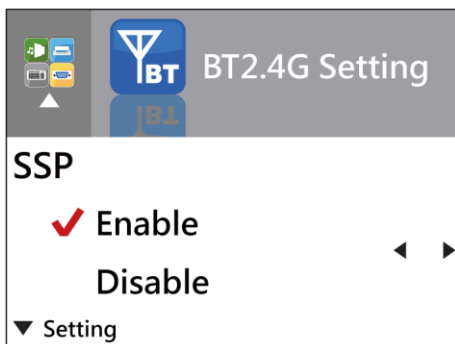 BT
BT2.4G Setting
SSP
Enable
Disable
Setting